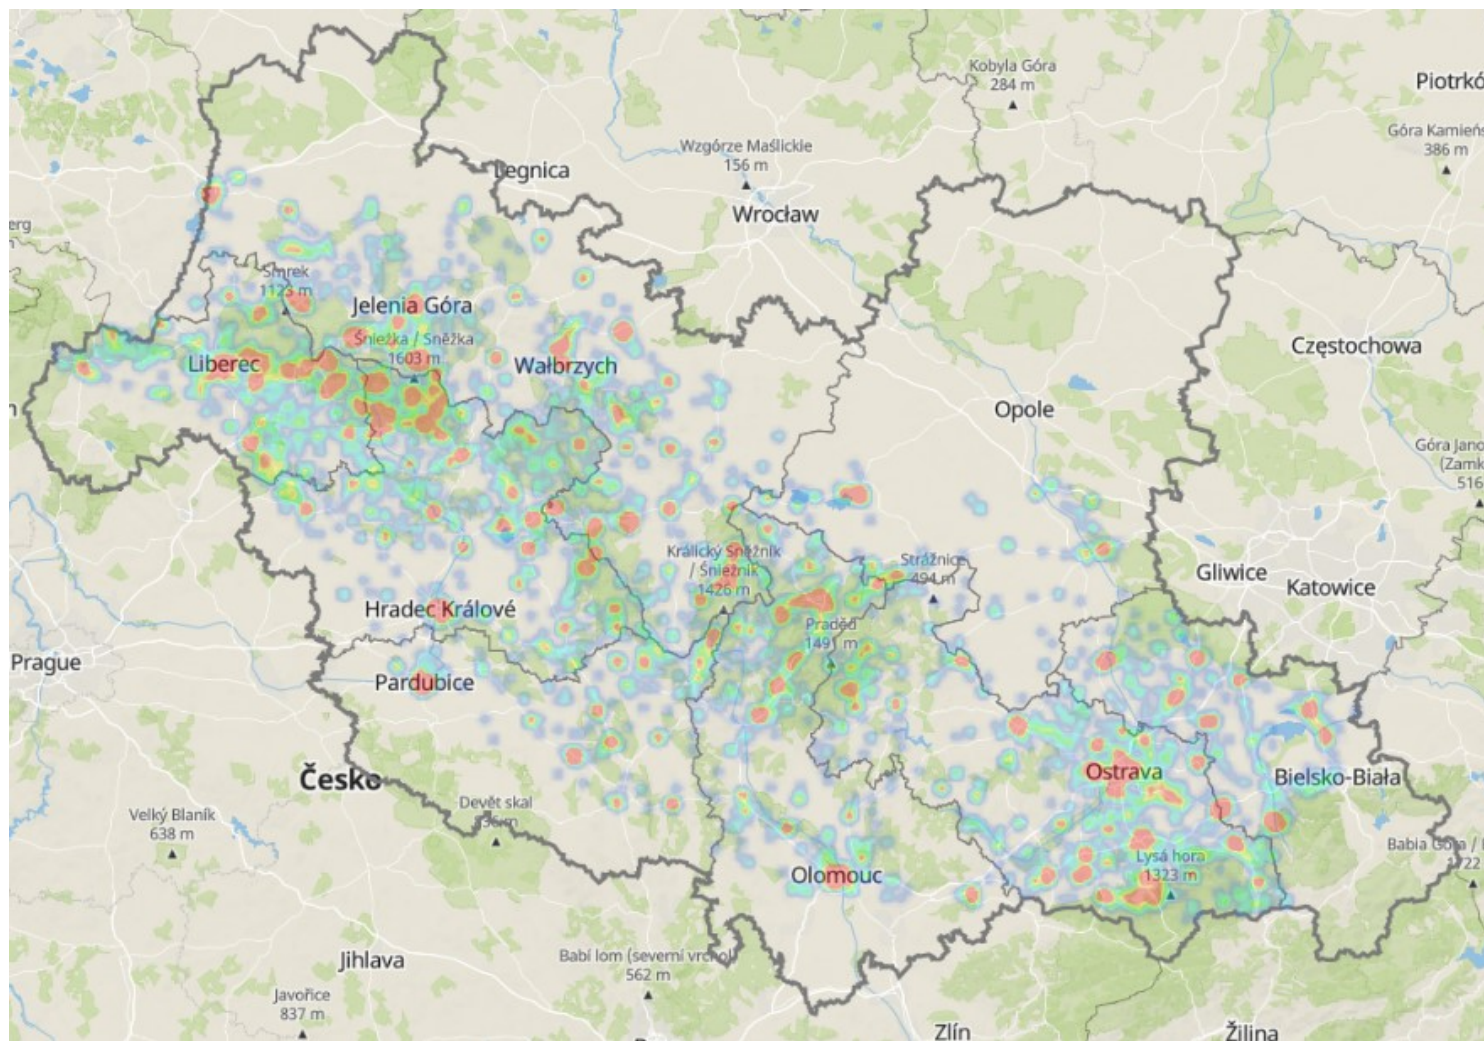 Kobyla Góra
284 m
Piotrkó
Góra Kamieńs
386 m
Wzgórze Maślickie
156 m
Legnica
Wrocław
erg
Smrek
1123 m
Jelenia Góra
Śnieżka / Sněžka
1603 m
Liberec
Wałbrzych
Częstochowa
Opole
Góra Jano
(Zamk
516
Králický Sněžník
/ Śnieżnik
1426 m
Strážnice
494 m
Gliwice
Katowice
Hradec Králové
Praděd
1491 m
Prague
Pardubice
Ostrava
Bielsko-Biała
Česko
Devět skal
836 m
Velký Blaník
638 m
Babia Góra /
1722
Lysá hora
1323 m
Olomouc
Jihlava
Babí lom (severní vrchol)
562 m
Javořice
837 m
Zlín
Žilina